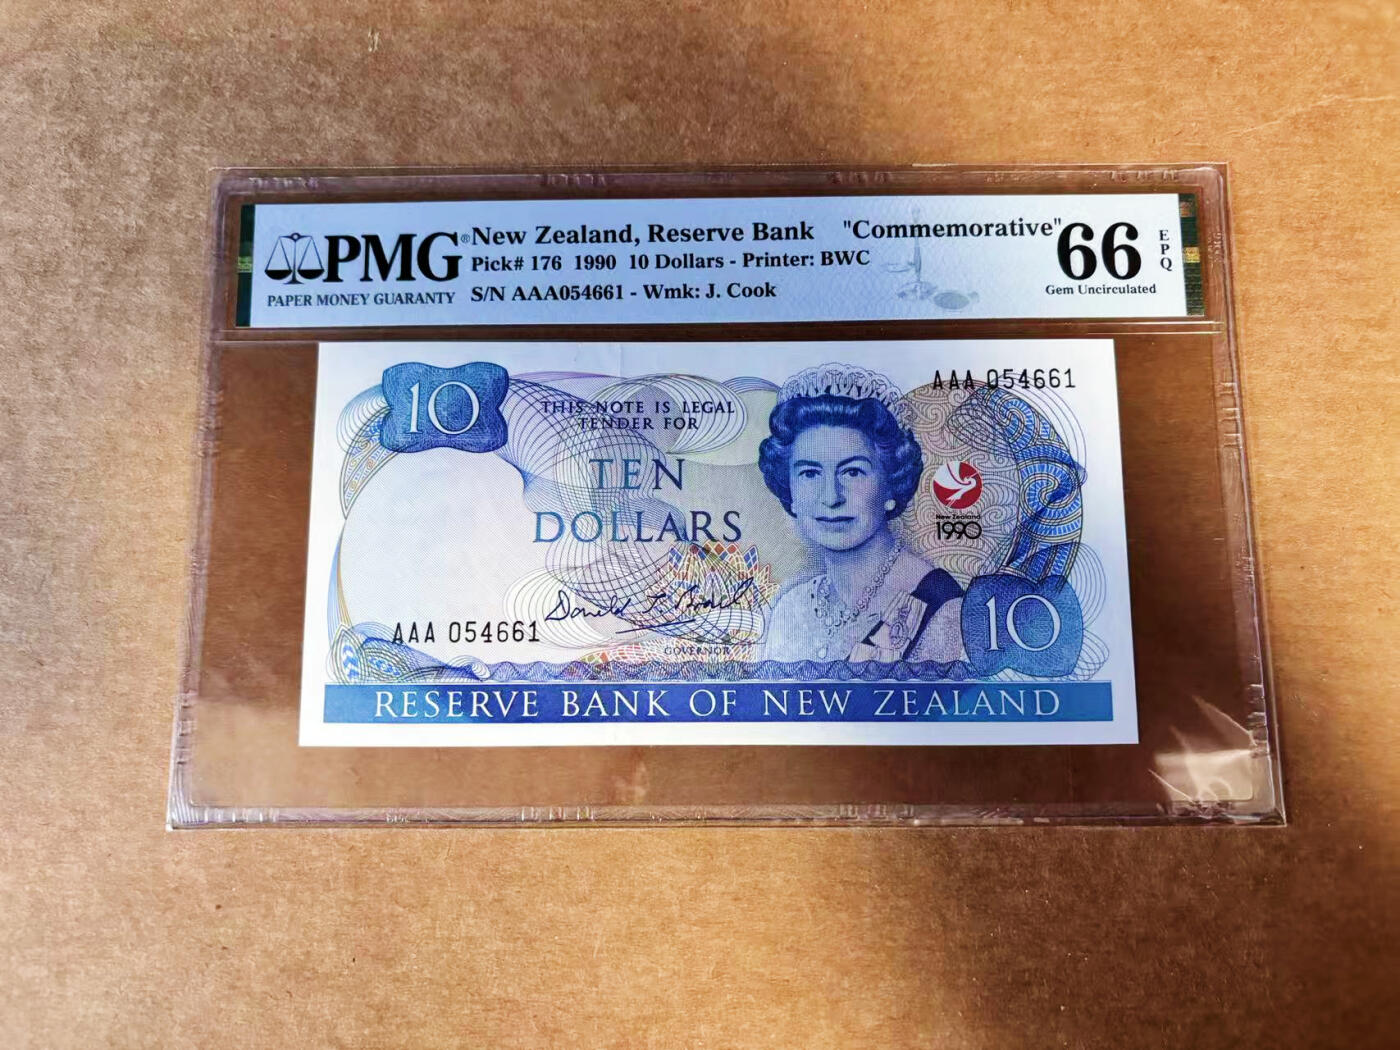 PMG®
PAPER MONEY GUARANTY
New Zealand, Reserve Bank "Commemorative"
Pick# 176 1990 10 Dollars - Printer: BWC
S/N AAA054661 - Wmk: J. Cook
66
EPQ
Gem Uncirculated
10
THIS NOTE IS LEGAL
TENDER FOR
TEN
DOLLARS
AAA 054661
New Zealand
1990
Donald T. Brash
GOVERNOR
AAA 054661
10
RESERVE BANK OF NEW ZEALAND